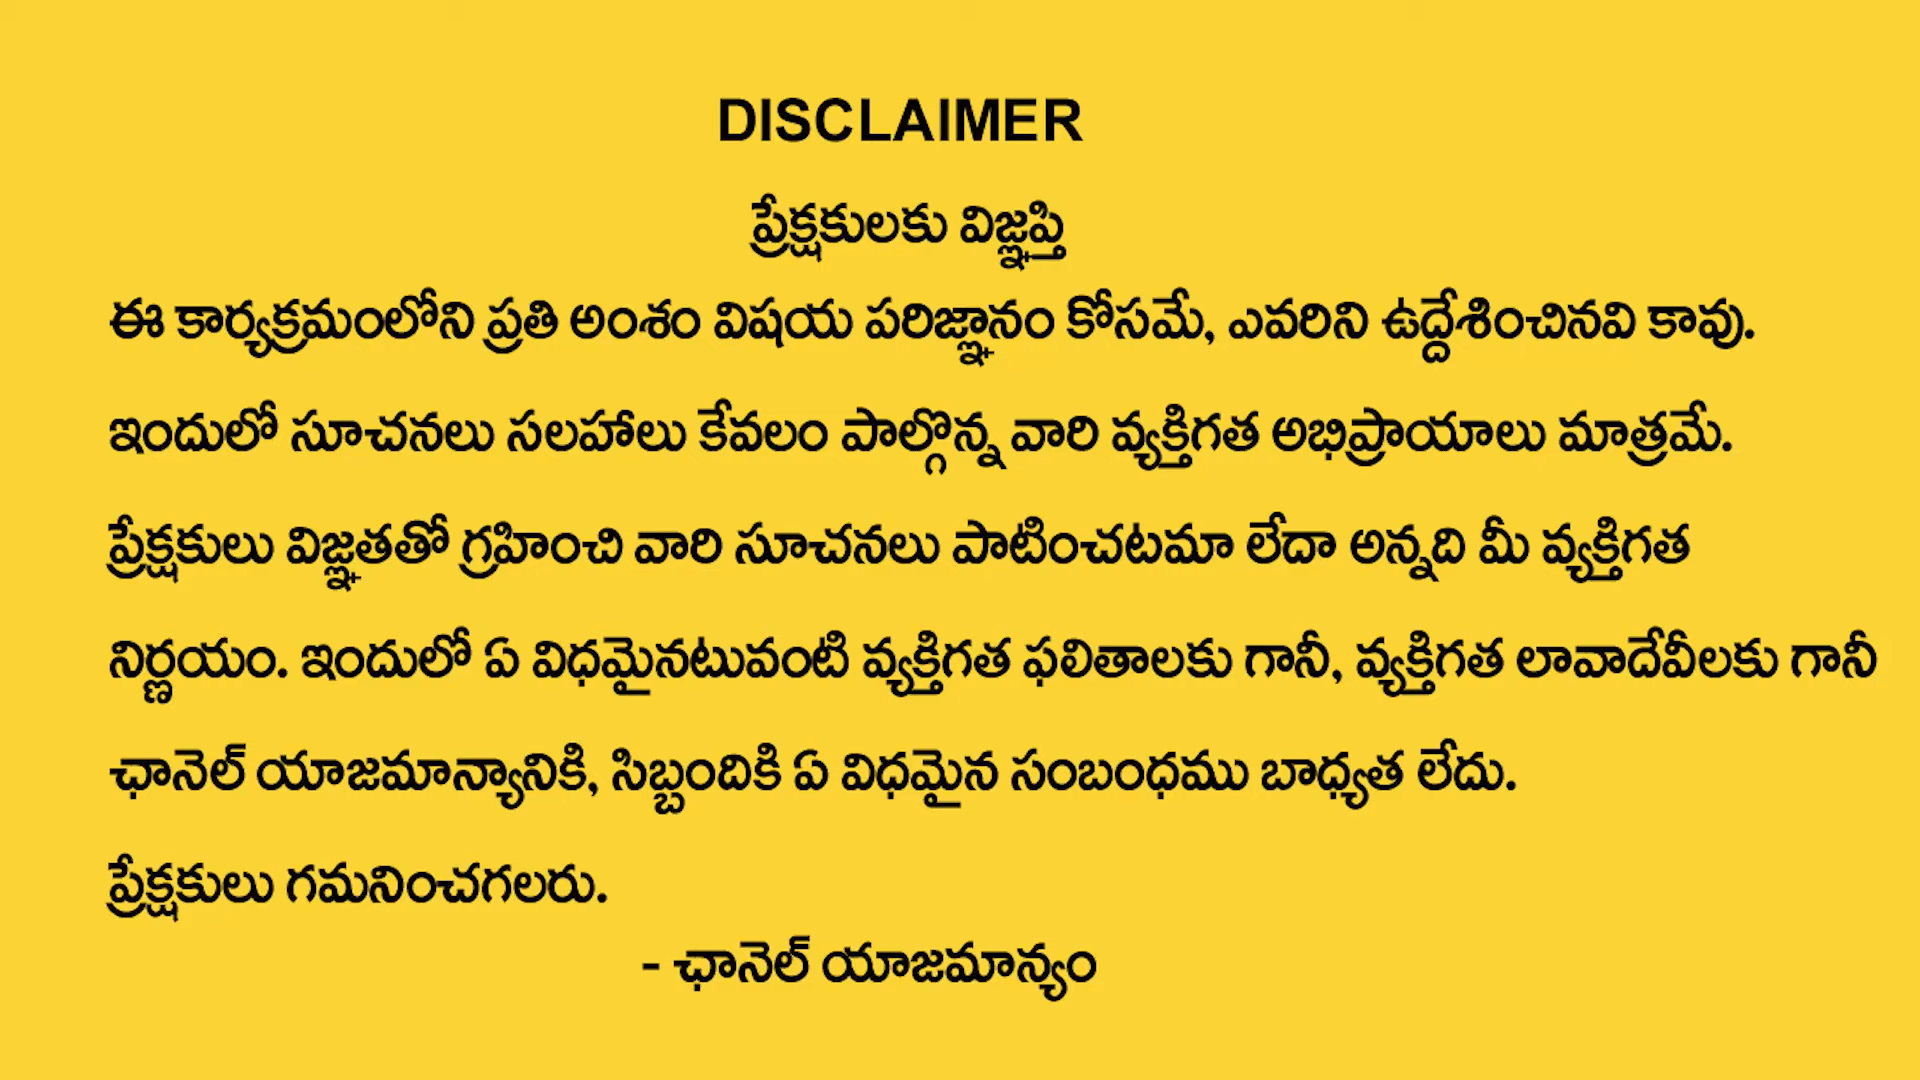 DISCLAIMER
ప్రేక్షకులకు విజ్ఞప్తి
ఈ కార్యక్రమంలోని ప్రతి అంశం విషయ పరిజ్ఞానం కోసమే, ఎవరిని ఉద్దేశించినవి కావు.
ఇందులో సూచనలు సలహాలు కేవలం పాల్గొన్న వారి వ్యక్తిగత అభిప్రాయాలు మాత్రమే.
ప్రేక్షకులు విజ్ఞతతో గ్రహించి వారి సూచనలు పాటించటమా లేదా అన్నది మీ వ్యక్తిగత
నిర్ణయం. ఇందులో ఏ విధమైనటువంటి వ్యక్తిగత ఫలితాలకు గానీ, వ్యక్తిగత లావాదేవీలకు గానీ
ఛానెల్ యాజమాన్యానికి, సిబ్బందికి ఏ విధమైన సంబంధము బాధ్యత లేదు.
ప్రేక్షకులు గమనించగలరు.
- ఛానెల్ యాజమాన్యం